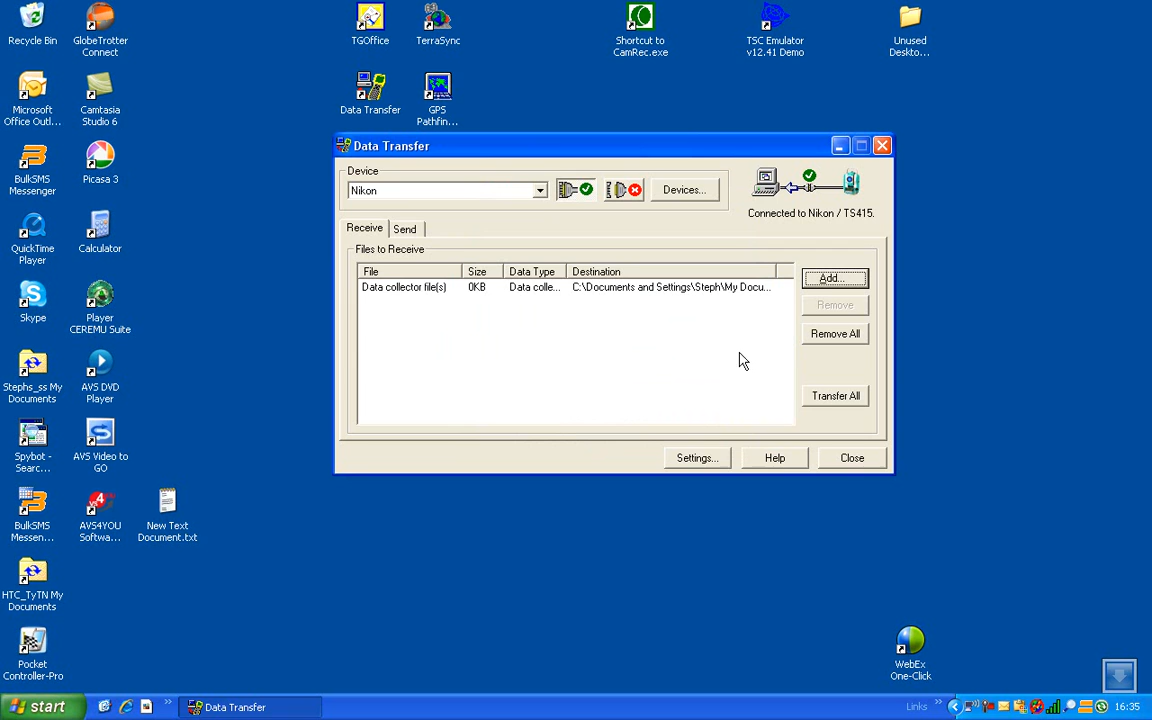 Recycle Bin
GlobeTrotter
Connect
TGOffice
TerraSync
Shortcut to
CamRec.exe
TSC Emulator
v12.41 Demo
Unused
Deskto...
Microsoft
Office Outl...
Camtasia
Studio 6
Data Transfer
GPS
Pathfin...
BulkSMS
Messenger
Picasa 3
QuickTime
Player
Calculator
Skype
Player
CEREMU Suite
Stephs_ss My
Documents
AVS DVD
Player
Spybot -
Searc...
AVS Video to
GO
BulkSMS
Messen...
AVS4YOU
Softwa...
New Text
Document.txt
HTC_TyTN My
Documents
Pocket
Controller-Pro
WebEx
One-Click
Data Transfer
Device
Nikon
Devices...
Connected to Nikon / TS415.
Receive
Send
Files to Receive
File
Size
Data Type
Destination
Data collector file(s)
0KB
Data colle...
C:\Documents and Settings\Steph\My Docu...
Add...
Remove
Remove All
Transfer All
Settings...
Help
Close
start
Data Transfer
Links
16:35